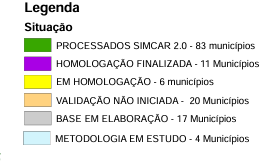 Legenda
Situação
PROCESSADOS SIMCAR 2.0 - 83 municípios
HOMOLOGAÇÃO FINALIZADA - 11 Municípios
EM HOMOLOGAÇÃO - 6 municípios
VALIDAÇÃO NÃO INICIADA - 20 Municípios
BASE EM ELABORAÇÃO - 17 Municípios
METODOLOGIA EM ESTUDO - 4 Municípios